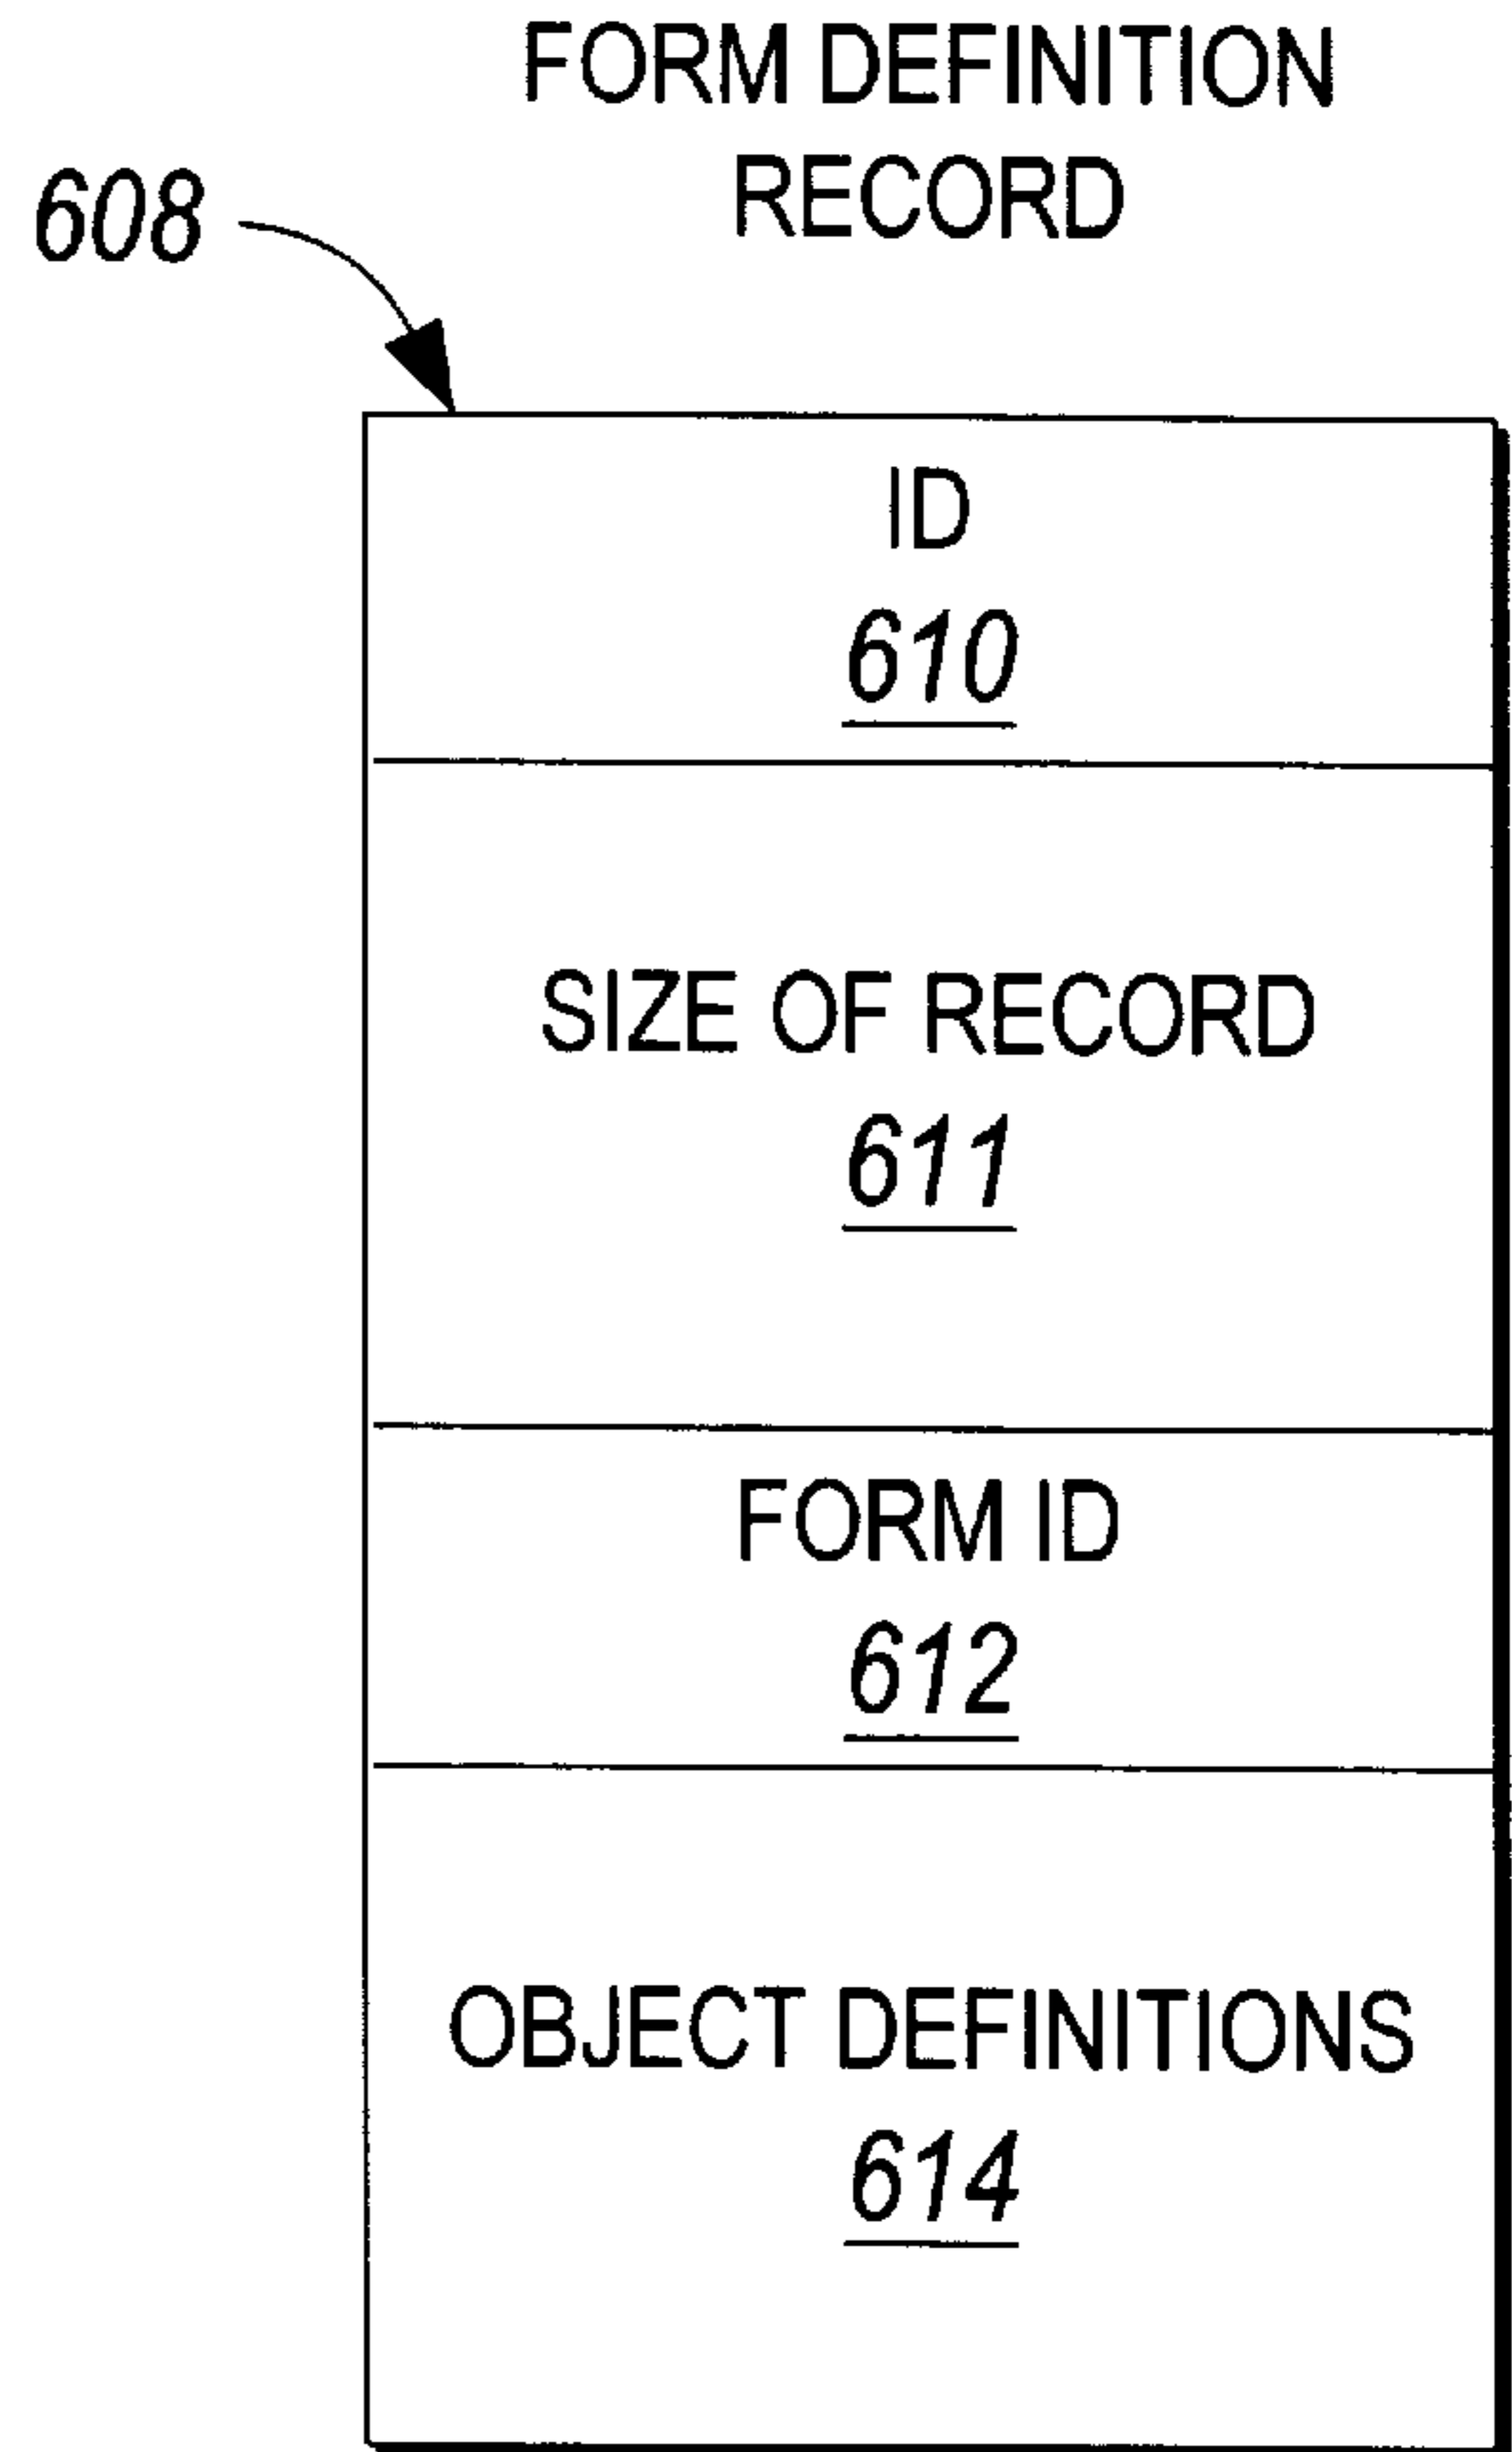 FORM DEFINITION
RECORD
608
ID
610
SIZE OF RECORD
611
FORM ID
612
OBJECT DEFINITIONS
614